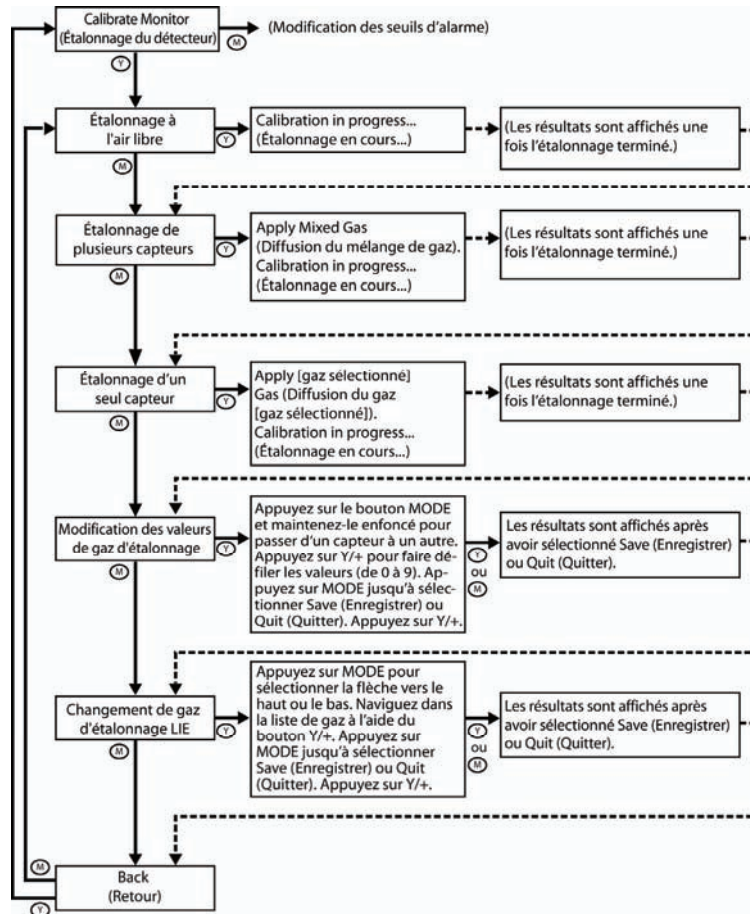 Calibrate Monitor
(Étalonnage du détecteur)
M
(Modification des seuils d'alarme)
Y
Étalonnage à
l'air libre
Y
Calibration in progress...
(Étalonnage en cours...)
(Les résultats sont affichés une
fois l'étalonnage terminé.)
M
Étalonnage de
plusieurs capteurs
Y
Apply Mixed Gas
(Diffusion du mélange de gaz).
Calibration in progress...
(Étalonnage en cours...)
(Les résultats sont affichés une
fois l'étalonnage terminé.)
M
Étalonnage d'un
seul capteur
Y
Apply [gaz sélectionné]
Gas (Diffusion du gaz
[gaz sélectionné]).
Calibration in progress...
(Étalonnage en cours...)
(Les résultats sont affichés une
fois l'étalonnage terminé.)
M
Modification des valeurs
de gaz d'étalonnage
Y
Appuyez sur le bouton MODE
et maintenez-le enfoncé pour
passer d'un capteur à un autre.
Appuyez sur Y/+ pour faire dé-
filer les valeurs (de 0 à 9). Ap-
puyez sur MODE jusqu'à sélec-
tionner Save (Enregistrer) ou
Quit (Quitter). Appuyez sur Y/+.
Y
ou
M
Les résultats sont affichés après
avoir sélectionné Save (Enregistrer)
ou Quit (Quitter).
M
Changement de gaz
d'étalonnage LIE
Y
Appuyez sur MODE pour
sélectionner la flèche vers le
haut ou le bas. Naviguez dans
la liste de gaz à l'aide du
bouton Y/+. Appuyez sur
MODE jusqu'à sélectionner
Save (Enregistrer) ou Quit
(Quitter). Appuyez sur Y/+.
Y
ou
M
Les résultats sont affichés après
avoir sélectionné Save (Enregistrer)
ou Quit (Quitter).
M
M
Back
(Retour)
Y